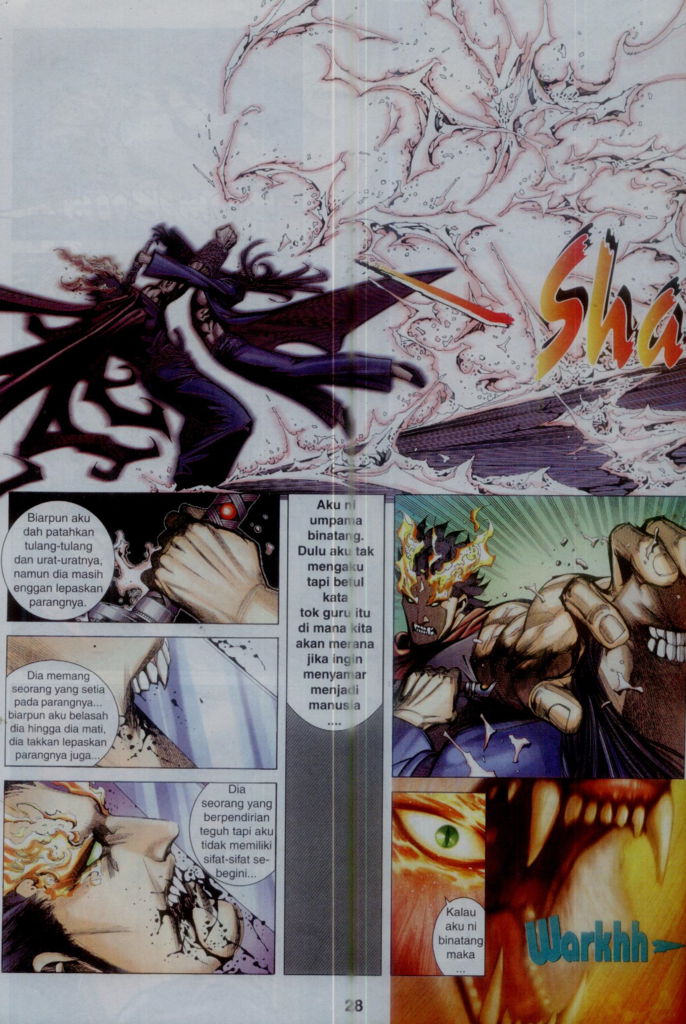 Sha
Biarpun aku
dah patahkan
tulang-tulang
dan urat-uratnya,
namun dia masih
enggan lepaskan
parangnya.
Dia memang
seorang yang setia
pada parangnya...
biarpun aku belasah
dia hingga dia mati,
dia takkan lepaskan
parangnya juga...
Dia
seorang yang
berpendirian
teguh tapi aku
tidak memiliki
sifat-sifat se-
begini...
Aku ni
umpama
binatang.
Dulu aku tak
mengaku
tapi betul
kata
tok guru itu
di mana kita
akan merana
jika ingin
menyamar
menjadi
manusia
....
Kalau
aku ni
binatang
maka
...
Warkhh
28